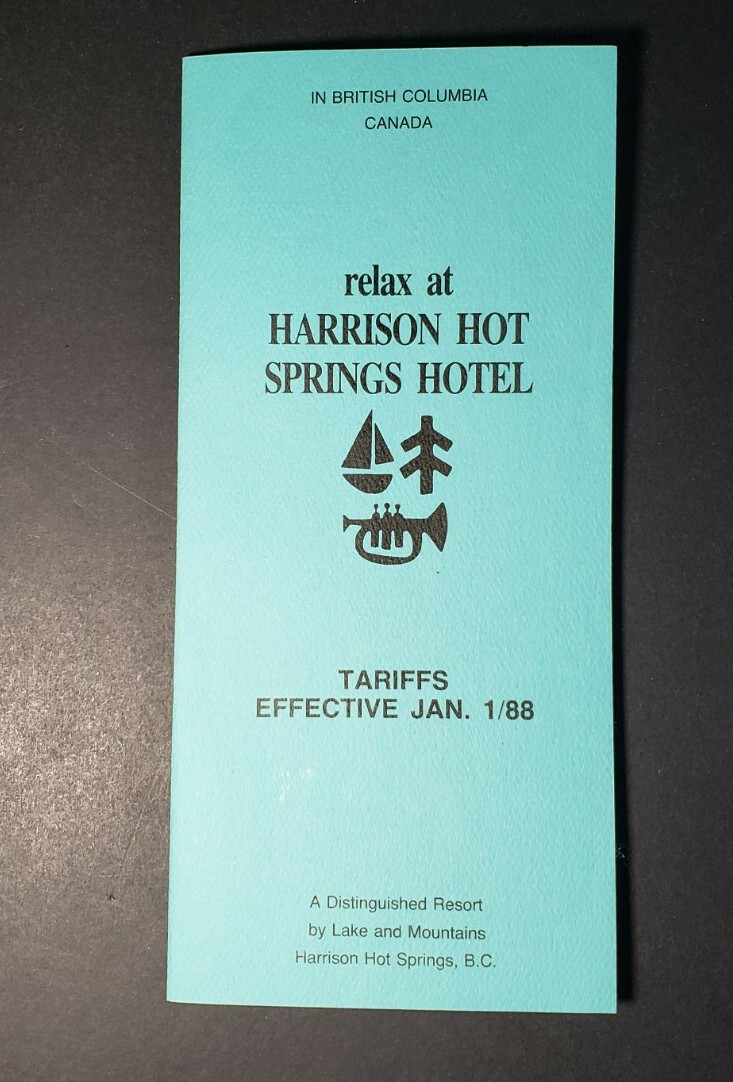 IN BRITISH COLUMBIA
CANADA
relax at
HARRISON HOT
SPRINGS HOTEL
TARIFFS
EFFECTIVE JAN. 1/88
A Distinguished Resort
by Lake and Mountains
Harrison Hot Springs, B.C.